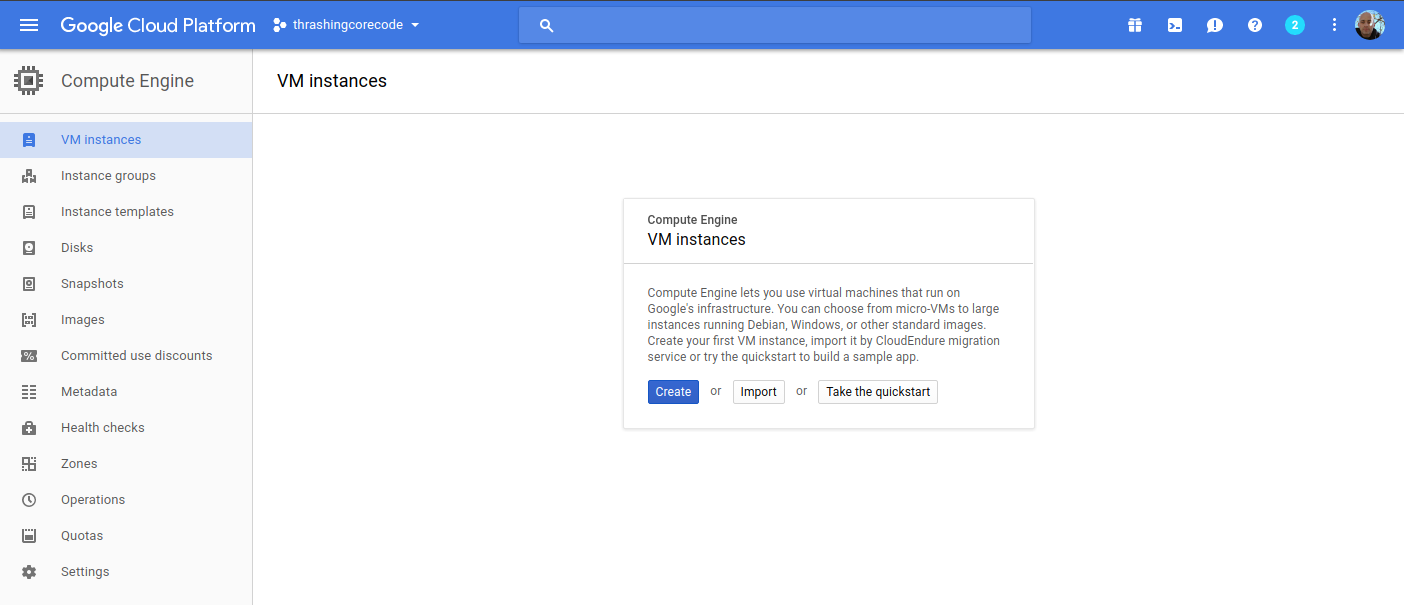 Google Cloud Platform thrashingcorecode 2
Compute Engine
VM instances
VM instances
Instance groups
Instance templates
Disks
Snapshots
Images
Committed use discounts
Metadata
Health checks
Zones
Operations
Quotas
Settings
Compute Engine
VM instances
Compute Engine lets you use virtual machines that run on
Google's infrastructure. You can choose from micro-VMs to large
instances running Debian, Windows, or other standard images.
Create your first VM instance, import it by CloudEndure migration
service or try the quickstart to build a sample app.
Create or Import or Take the quickstart